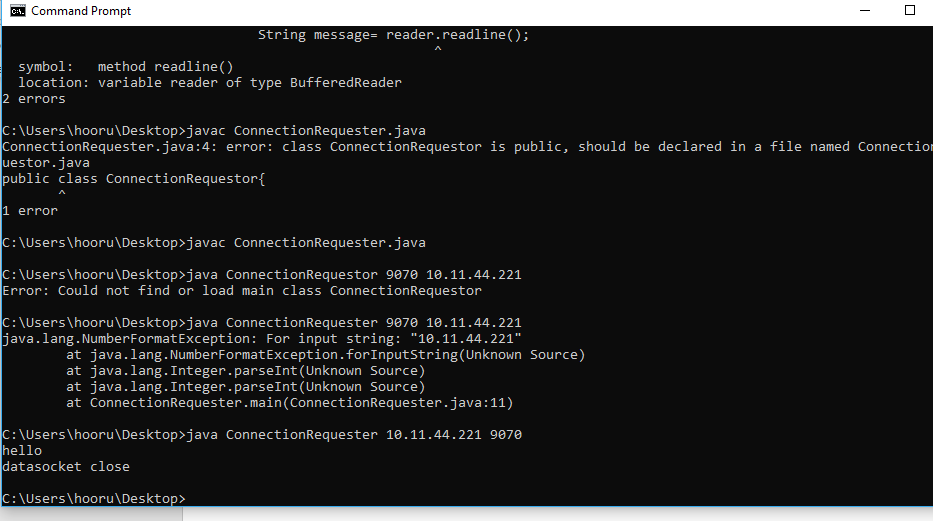 Command Prompt
String message= reader.readline();
^
symbol:   method readline()
location: variable reader of type BufferedReader
2 errors
C:\Users\hooru\Desktop>javac ConnectionRequester.java
ConnectionRequester.java:4: error: class ConnectionRequestor is public, should be declared in a file named Connection
uestor.java
public class ConnectionRequestor{
^
1 error
C:\Users\hooru\Desktop>javac ConnectionRequester.java
C:\Users\hooru\Desktop>java ConnectionRequestor 9070 10.11.44.221
Error: Could not find or load main class ConnectionRequestor
C:\Users\hooru\Desktop>java ConnectionRequester 9070 10.11.44.221
java.lang.NumberFormatException: For input string: "10.11.44.221"
at java.lang.NumberFormatException.forInputString(Unknown Source)
at java.lang.Integer.parseInt(Unknown Source)
at java.lang.Integer.parseInt(Unknown Source)
at ConnectionRequester.main(ConnectionRequester.java:11)
C:\Users\hooru\Desktop>java ConnectionRequester 10.11.44.221 9070
hello
datasocket close
C:\Users\hooru\Desktop>